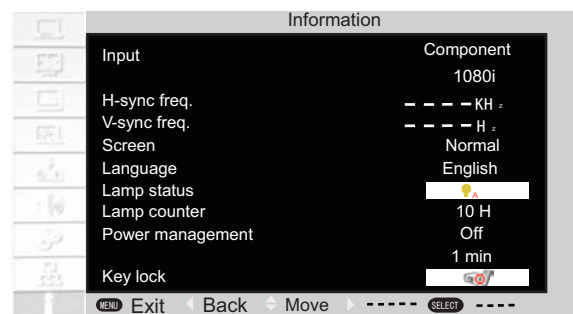 Information
Input Component
1080i
H-sync freq. – – – – KHz
V-sync freq. – – – – Hz
Screen Normal
Language English
Lamp status A
Lamp counter 10 H
Power management Off
1 min
Key lock
MENU Exit Back Move ----- SELECT ----